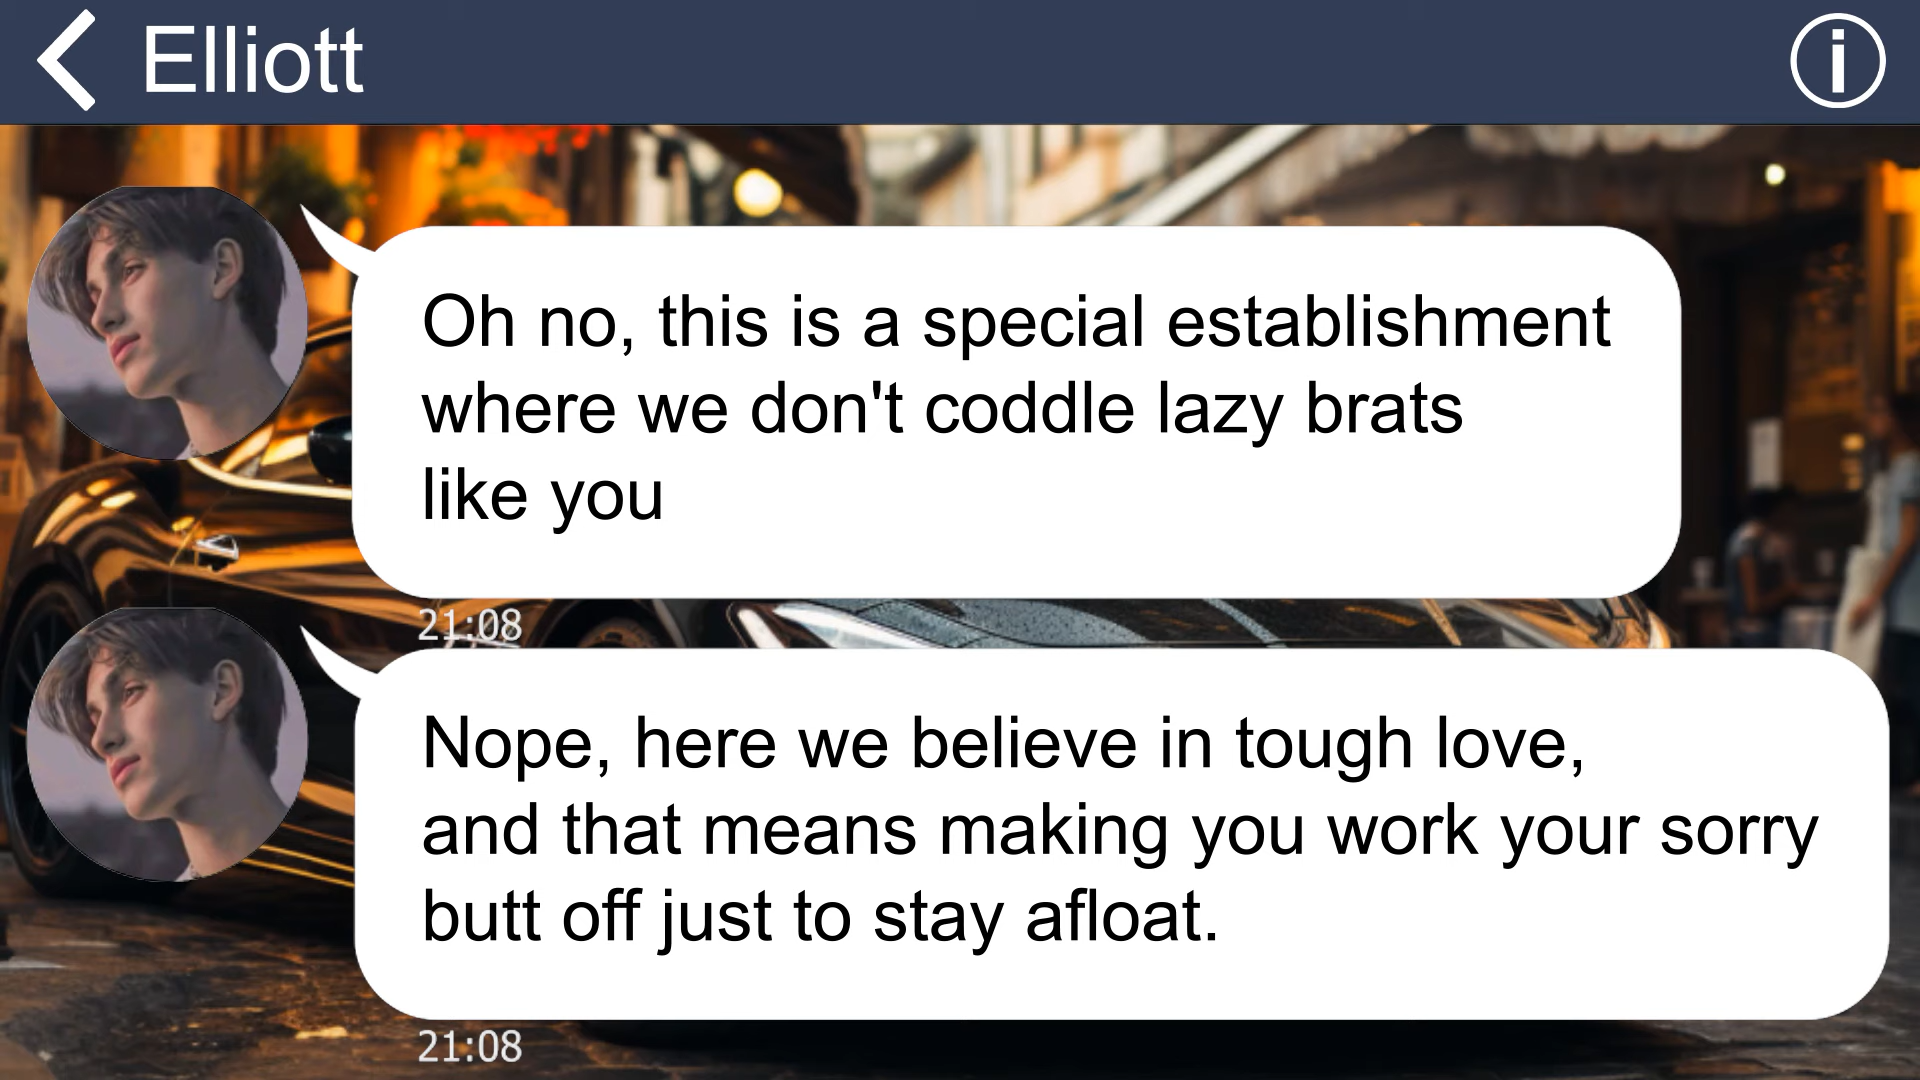 Elliott
Oh no, this is a special establishment
where we don't coddle lazy brats
like you
21:08
Nope, here we believe in tough love,
and that means making you work your sorry
butt off just to stay afloat.
21:08